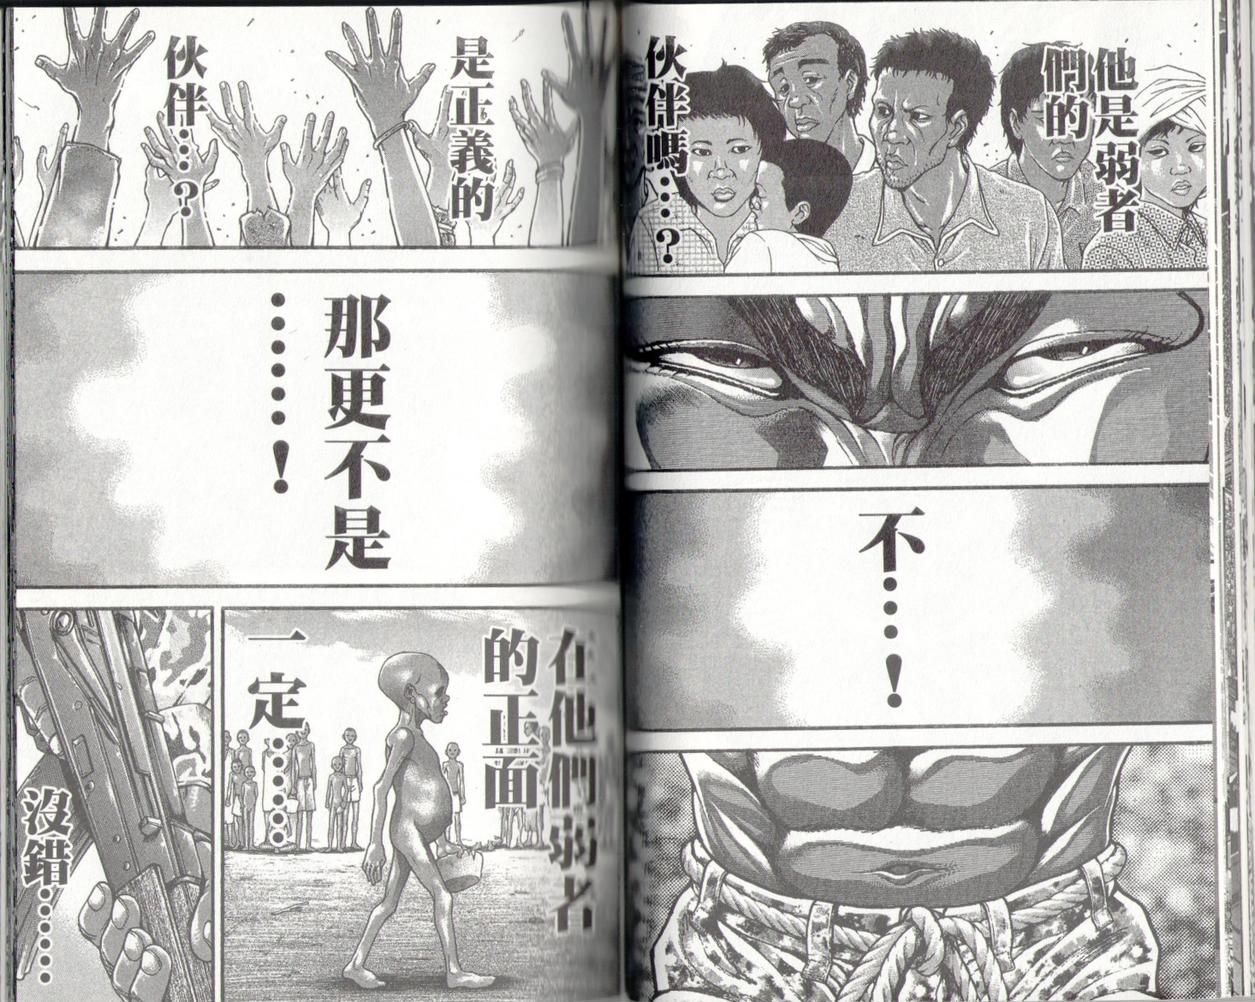 他是弱者
們的
伙伴嗎……？
不……！
是正義的
伙伴……？
那更不是
………！
在他們弱者
的正面
一定………
沒錯………